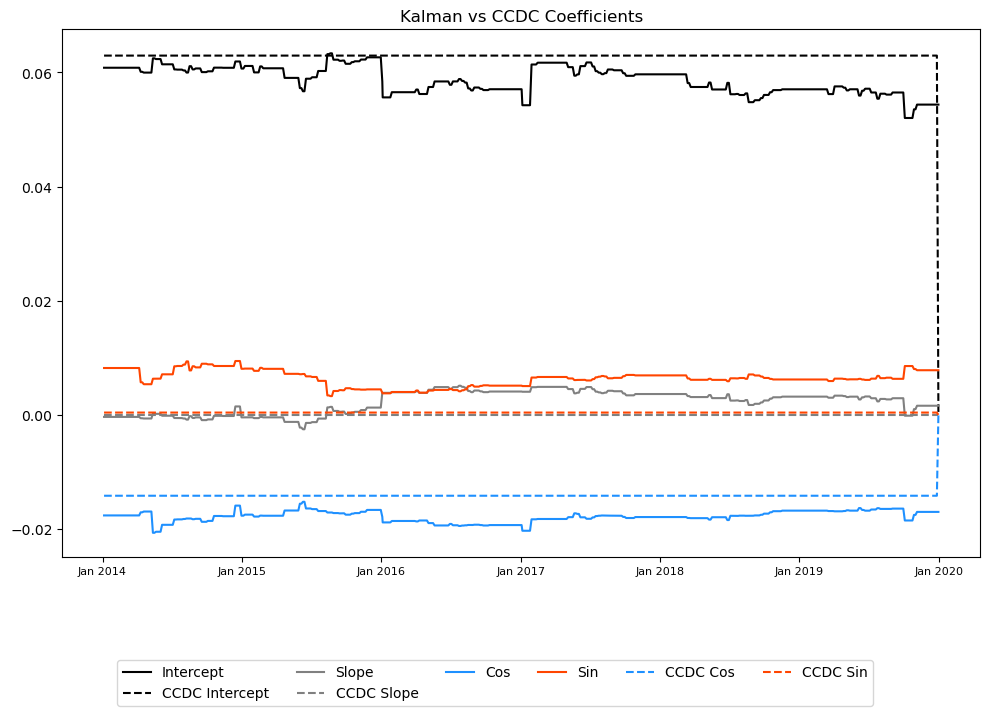 Kalman vs CCDC Coefficients
0.06
0.04
0.02
0.00
−0.02
Jan 2014 Jan 2015 Jan 2016 Jan 2017 Jan 2018 Jan 2019 Jan 2020
Intercept Slope Cos Sin CCDC Cos CCDC Sin
CCDC Intercept CCDC Slope